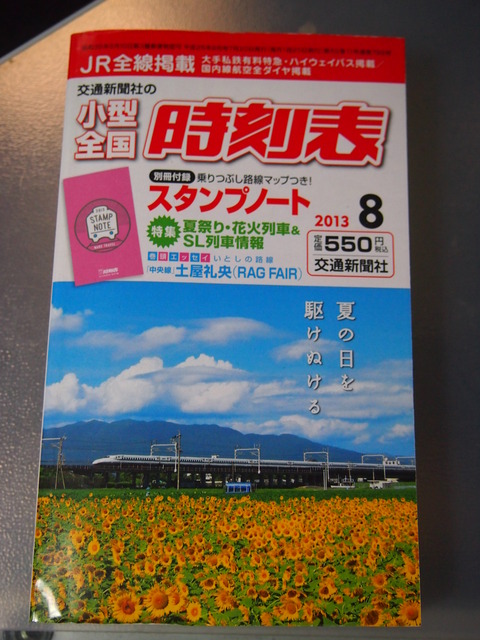 JR全線掲載
大手私鉄有料特急・ハイウェイバス掲載／
国内線航空全ダイヤ掲載
交通新聞社の
小型
全国
時刻表
別冊付録 乗りつぶし路線マップつき！
スタンプノート
STAMP
NOTE
2013 8
特集
夏祭り・花火列車&
SL列車情報
定価550円税込
交通新聞社
巻頭エッセイ いとしの路線
「中央線」土屋礼央（RAG FAIR）
夏の日を
駆けぬける